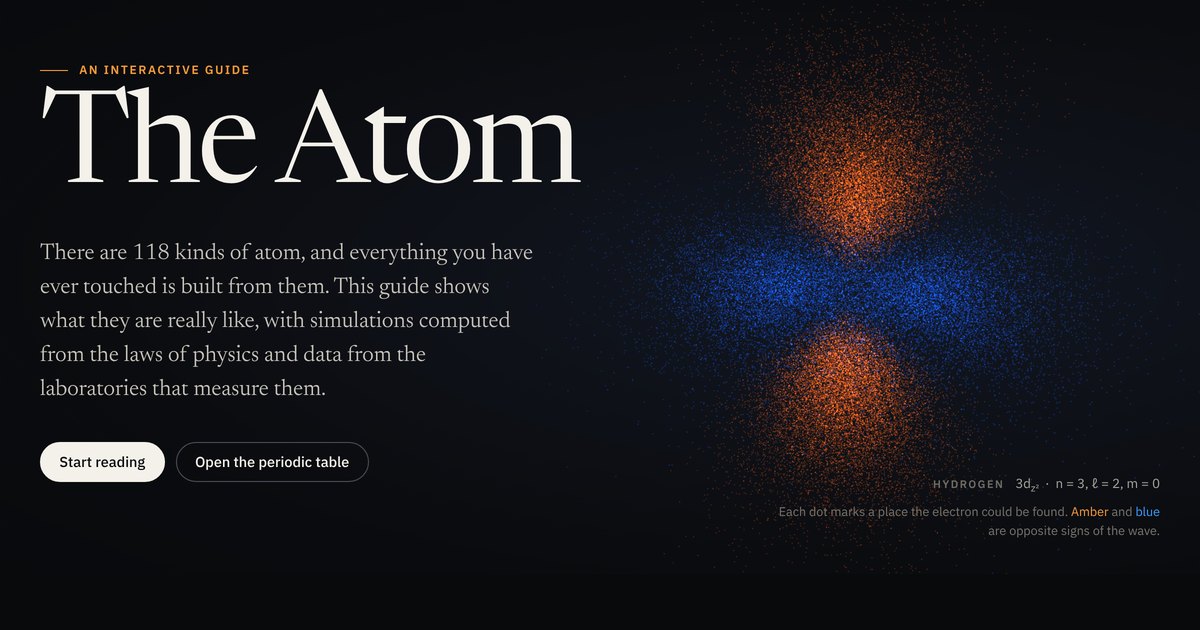 AN INTERACTIVE GUIDE
The Atom
There are 118 kinds of atom, and everything you have
ever touched is built from them. This guide shows
what they are really like, with simulations computed
from the laws of physics and data from the
laboratories that measure them.
Start reading
Open the periodic table
HYDROGEN 3d_z² · n = 3, ℓ = 2, m = 0
Each dot marks a place the electron could be found. Amber and blue
are opposite signs of the wave.